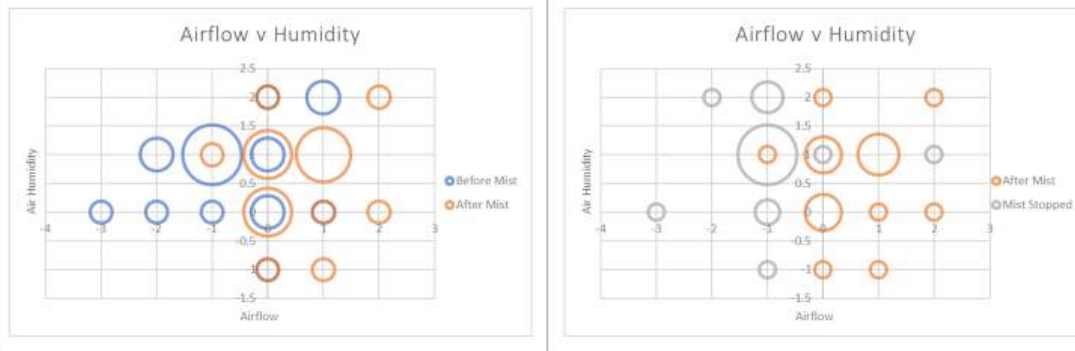 Airflow v Humidity
2.5
2
1.5
1
0.5
0
-4 -3 -2 -1 0 1 2 3
-0.5
-1
-1.5
Air Humidity
Airflow
Before Mist
After Mist
Airflow v Humidity
2.5
2
1.5
1
0.5
0
-4 -3 -2 -1 0 1 2 3
-0.5
-1
-1.5
Air Humidity
Airflow
After Mist
Mist Stopped